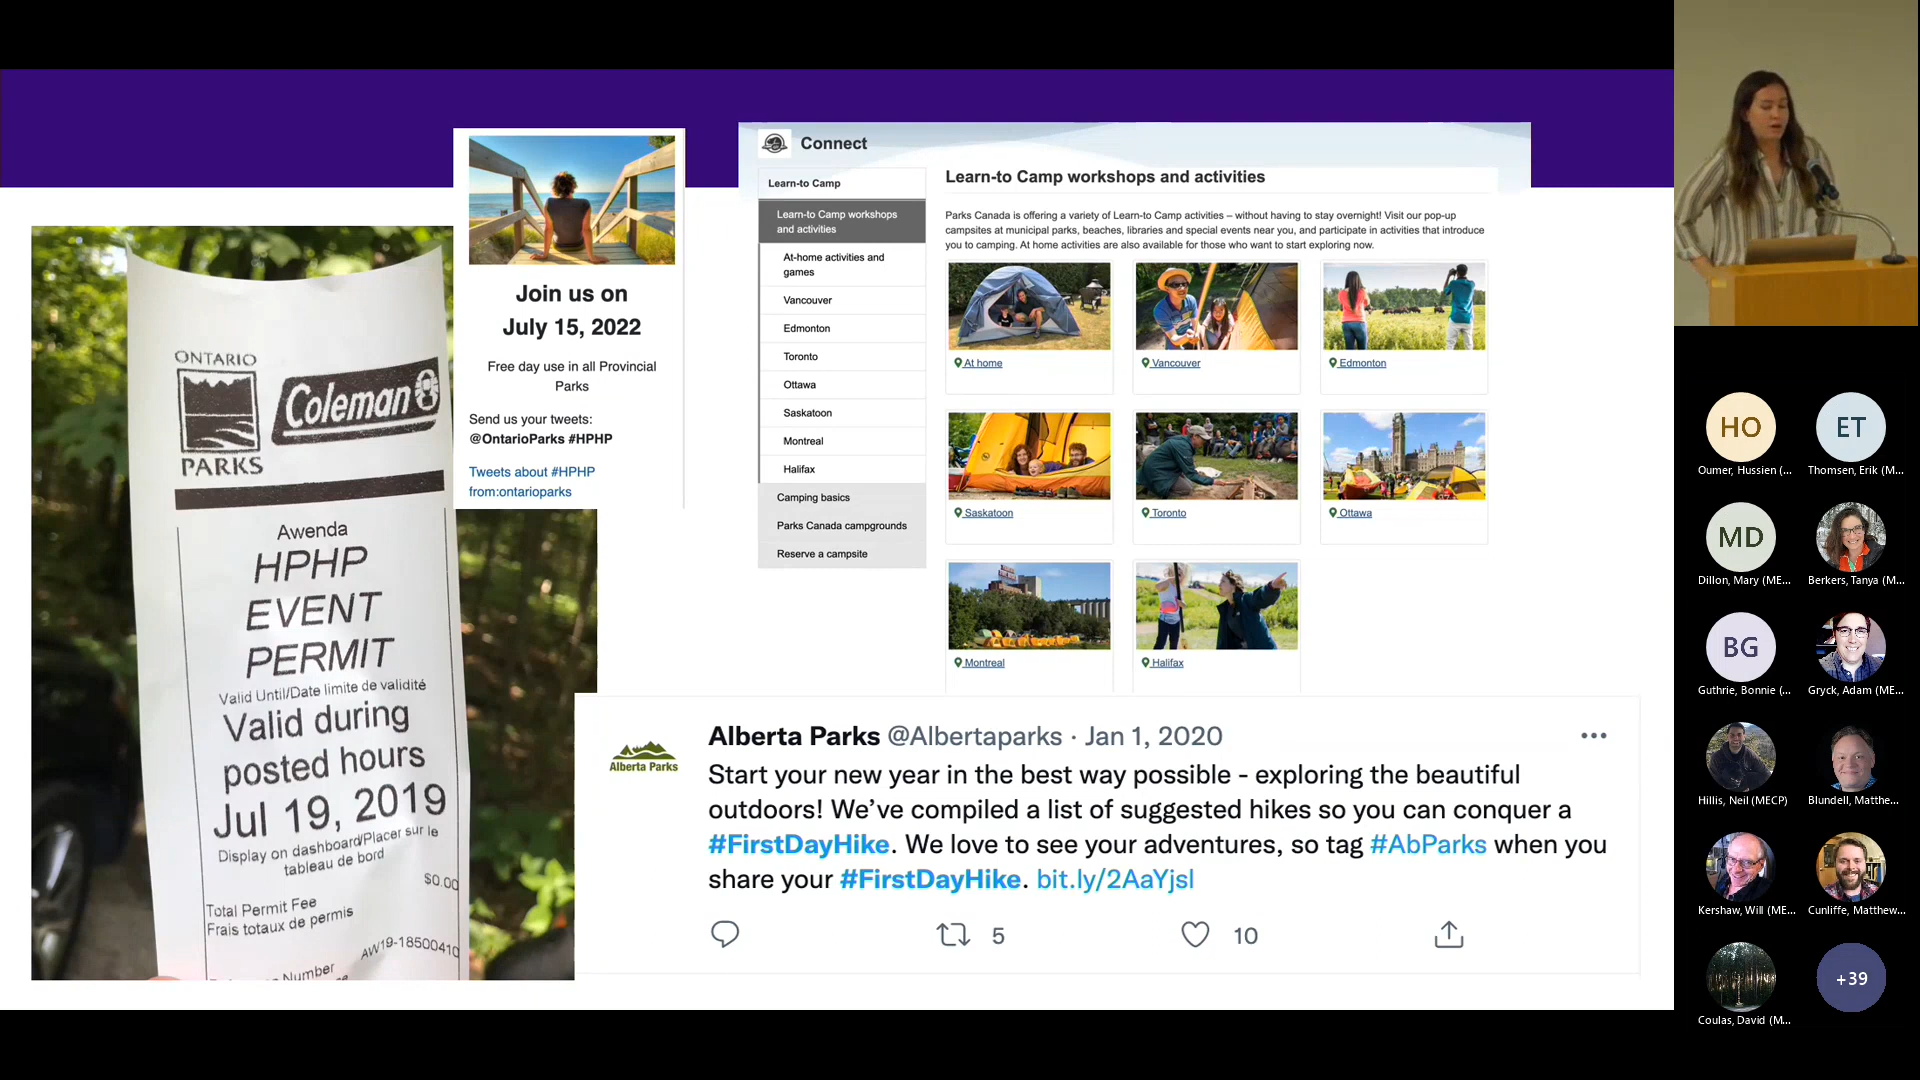 ONTARIO
PARKS
Coleman
Awenda
HPHP
EVENT
PERMIT
Valid Until/Date limite de validité
Valid during
posted hours
Jul 19, 2019
Display on dashboard/Placer sur le
tableau de bord
$0.00
Total Permit Fee
Frais totaux de permis
AW19-18500410
Number
Join us on
July 15, 2022
Free day use in all Provincial
Parks
Send us your tweets:
@OntarioParks #HPHP
Tweets about #HPHP
from:ontarioparks
Connect
Learn-to Camp
Learn-to Camp workshops
and activities
At-home activities and
games
Vancouver
Edmonton
Toronto
Ottawa
Saskatoon
Montreal
Halifax
Camping basics
Parks Canada campgrounds
Reserve a campsite
Learn-to Camp workshops and activities
Parks Canada is offering a variety of Learn-to Camp activities – without having to stay overnight! Visit our pop-up
campsites at municipal parks, beaches, libraries and special events near you, and participate in activities that introduce
you to camping. At home activities are also available for those who want to start exploring now.
At home
Vancouver
Edmonton
Saskatoon
Toronto
Ottawa
Montreal
Halifax
Alberta Parks
Alberta Parks @Albertaparks · Jan 1, 2020
Start your new year in the best way possible - exploring the beautiful
outdoors! We’ve compiled a list of suggested hikes so you can conquer a
#FirstDayHike. We love to see your adventures, so tag #AbParks when you
share your #FirstDayHike. bit.ly/2AaYjsl
5
10
HO
Oumer, Hussien (...
ET
Thomsen, Erik (M...
MD
Dillon, Mary (ME...
Berkers, Tanya (M...
BG
Guthrie, Bonnie (...
Gryck, Adam (ME...
Hillis, Neil (MECP)
Blundell, Matthe...
Kershaw, Will (ME...
Cunliffe, Matthew...
Coulas, David (M...
+39